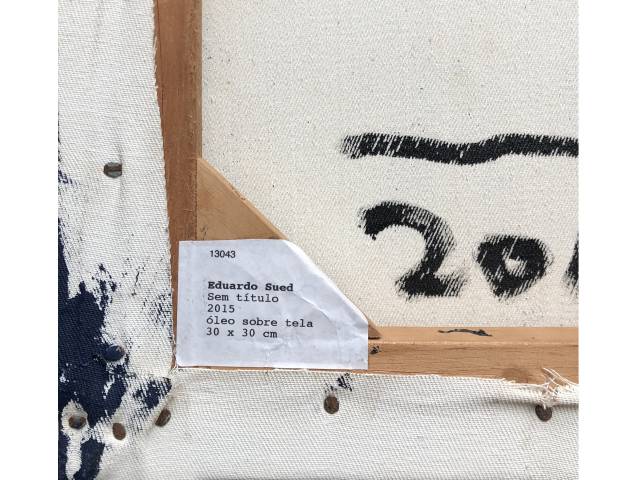 13043
Eduardo Sued
Sem título
2015
óleo sobre tela
30 x 30 cm